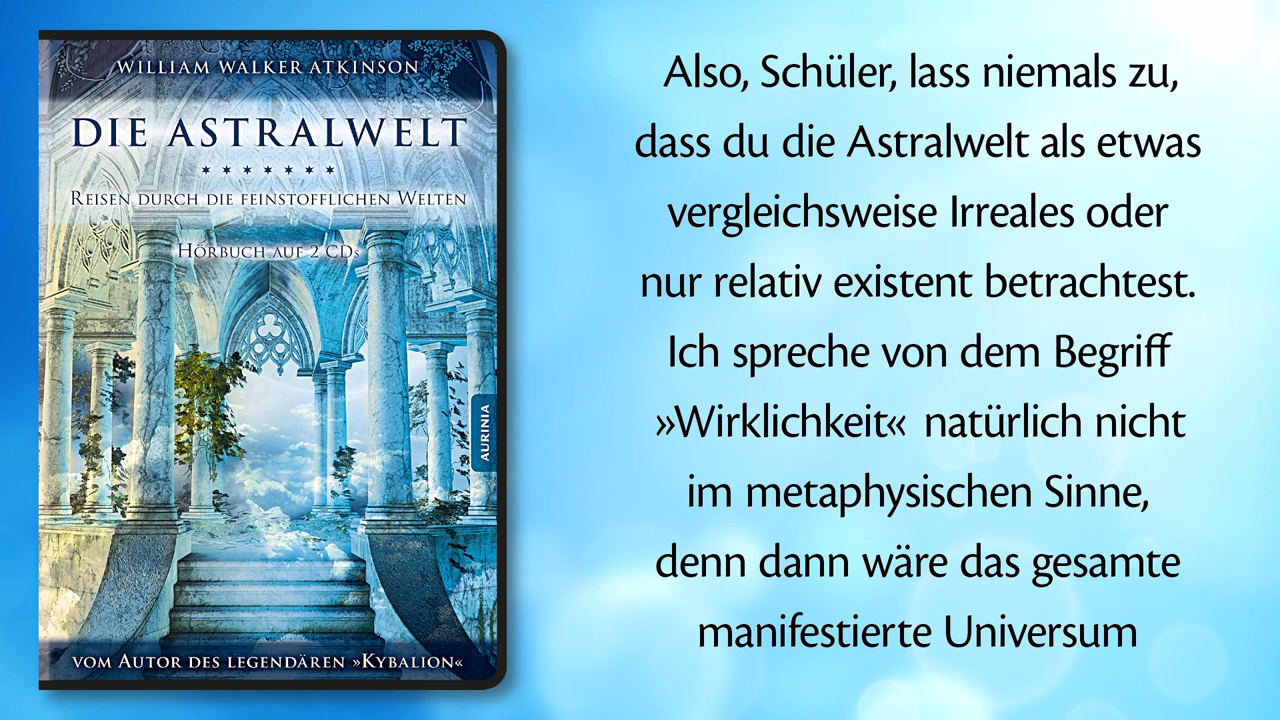 WILLIAM WALKER ATKINSON
DIE ASTRALWELT
REISEN DURCH DIE FEINSTOFFLICHEN WELTEN
HÖRBUCH AUF 2 CDs
AURINIA
VOM AUTOR DES LEGENDÄREN »KYBALION«
Also, Schüler, lass niemals zu,
dass du die Astralwelt als etwas
vergleichsweise Irreales oder
nur relativ existent betrachtest.
Ich spreche von dem Begriff
»Wirklichkeit« natürlich nicht
im metaphysischen Sinne,
denn dann wäre das gesamte
manifestierte Universum